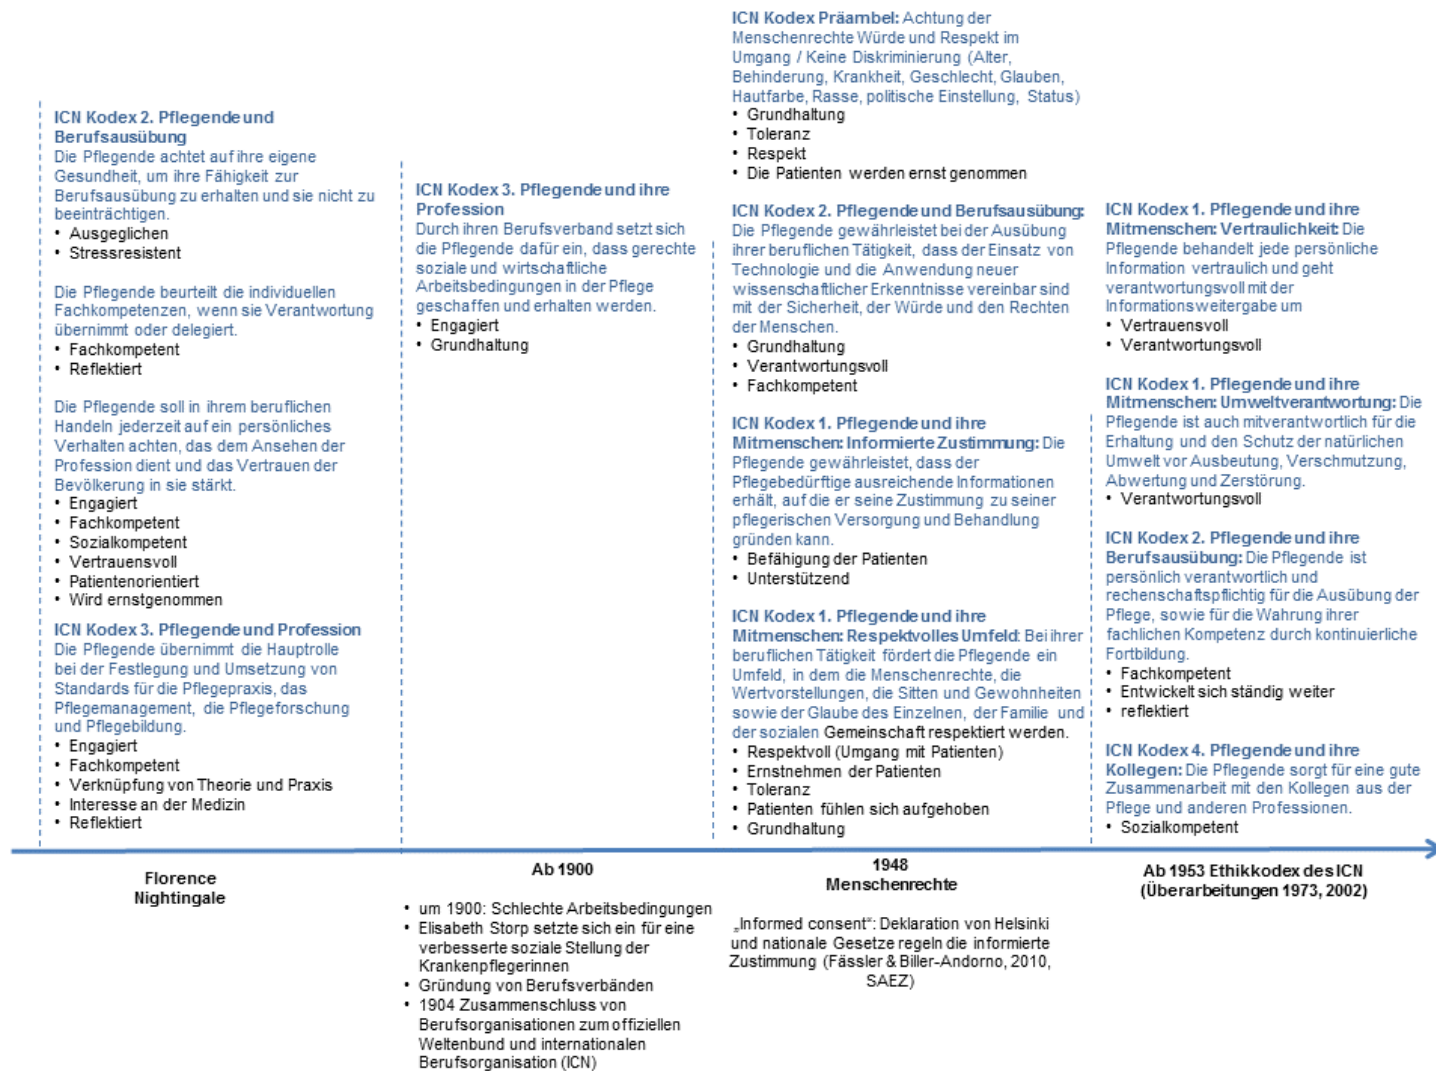 ICN Kodex 2. Pflegende und
Berufsausübung
Die Pflegende achtet auf ihre eigene
Gesundheit, um ihre Fähigkeit zur
Berufsausübung zu erhalten und sie nicht zu
beeinträchtigen.
• Ausgeglichen
• Stressresistent
Die Pflegende beurteilt die individuellen
Fachkompetenzen, wenn sie Verantwortung
übernimmt oder delegiert.
• Fachkompetent
• Reflektiert
Die Pflegende soll in ihrem beruflichen
Handeln jederzeit auf ein persönliches
Verhalten achten, das dem Ansehen der
Profession dient und das Vertrauen der
Bevölkerung in sie stärkt.
• Engagiert
• Fachkompetent
• Sozialkompetent
• Vertrauensvoll
• Patientenorientiert
• Wird ernstgenommen
ICN Kodex 3. Pflegende und Profession
Die Pflegende übernimmt die Hauptrolle
bei der Festlegung und Umsetzung von
Standards für die Pflegepraxis, das
Pflegemanagement, die Pflegeforschung
und Pflegebildung.
• Engagiert
• Fachkompetent
• Verknüpfung von Theorie und Praxis
• Interesse an der Medizin
• Reflektiert
ICN Kodex 3. Pflegende und ihre
Profession
Durch ihren Berufsverband setzt sich
die Pflegende dafür ein, dass gerechte
soziale und wirtschaftliche
Arbeitsbedingungen in der Pflege
geschaffen und erhalten werden.
• Engagiert
• Grundhaltung
ICN Kodex Präambel: Achtung der
Menschenrechte Würde und Respekt im
Umgang / Keine Diskriminierung (Alter,
Behinderung, Krankheit, Geschlecht, Glauben,
Hautfarbe, Rasse, politische Einstellung, Status)
• Grundhaltung
• Toleranz
• Respekt
• Die Patienten werden ernst genommen
ICN Kodex 2. Pflegende und Berufsausübung:
Die Pflegende gewährleistet bei der Ausübung
ihrer beruflichen Tätigkeit, dass der Einsatz von
Technologie und die Anwendung neuer
wissenschaftlicher Erkenntnisse vereinbar sind
mit der Sicherheit, der Würde und den Rechten
der Menschen.
• Grundhaltung
• Verantwortungsvoll
• Fachkompetent
ICN Kodex 1. Pflegende und ihre
Mitmenschen: Informierte Zustimmung: Die
Pflegende gewährleistet, dass der
Pflegebedürftige ausreichende Informationen
erhält, auf die er seine Zustimmung zu seiner
pflegerischen Versorgung und Behandlung
gründen kann.
• Befähigung der Patienten
• Unterstützend
ICN Kodex 1. Pflegende und ihre
Mitmenschen: Respektvolles Umfeld: Bei ihrer
beruflichen Tätigkeit fördert die Pflegende ein
Umfeld, in dem die Menschenrechte, die
Wertvorstellungen, die Sitten und Gewohnheiten
sowie der Glaube des Einzelnen, der Familie und
der sozialen Gemeinschaft respektiert werden.
• Respektvoll (Umgang mit Patienten)
• Ernstnehmen der Patienten
• Toleranz
• Patienten fühlen sich aufgehoben
• Grundhaltung
ICN Kodex 1. Pflegende und ihre
Mitmenschen: Vertraulichkeit: Die
Pflegende behandelt jede persönliche
Information vertraulich und geht
verantwortungsvoll mit der
Informationsweitergabe um
• Vertrauensvoll
• Verantwortungsvoll
ICN Kodex 1. Pflegende und ihre
Mitmenschen: Umweltverantwortung: Die
Pflegende ist auch mitverantwortlich für die
Erhaltung und den Schutz der natürlichen
Umwelt vor Ausbeutung, Verschmutzung,
Abwertung und Zerstörung.
• Verantwortungsvoll
ICN Kodex 2. Pflegende und ihre
Berufsausübung: Die Pflegende ist
persönlich verantwortlich und
rechenschaftspflichtig für die Ausübung der
Pflege, sowie für die Wahrung ihrer
fachlichen Kompetenz durch kontinuierliche
Fortbildung.
• Fachkompetent
• Entwickelt sich ständig weiter
• reflektiert
ICN Kodex 4. Pflegende und ihre
Kollegen: Die Pflegende sorgt für eine gute
Zusammenarbeit mit den Kollegen aus der
Pflege und anderen Professionen.
• Sozialkompetent
Florence
Nightingale
Ab 1900
• um 1900: Schlechte Arbeitsbedingungen
• Elisabeth Storp setzte sich ein für eine
verbesserte soziale Stellung der
Krankenpflegerinnen
• Gründung von Berufsverbänden
• 1904 Zusammenschluss von
Berufsorganisationen zum offiziellen
Weltenbund und internationalen
Berufsorganisation (ICN)
1948
Menschenrechte
„Informed consent“: Deklaration von Helsinki
und nationale Gesetze regeln die informierte
Zustimmung (Fässler & Biller-Andorno, 2010,
SAEZ)
Ab 1953 Ethikkodex des ICN
(Überarbeitungen 1973, 2002)